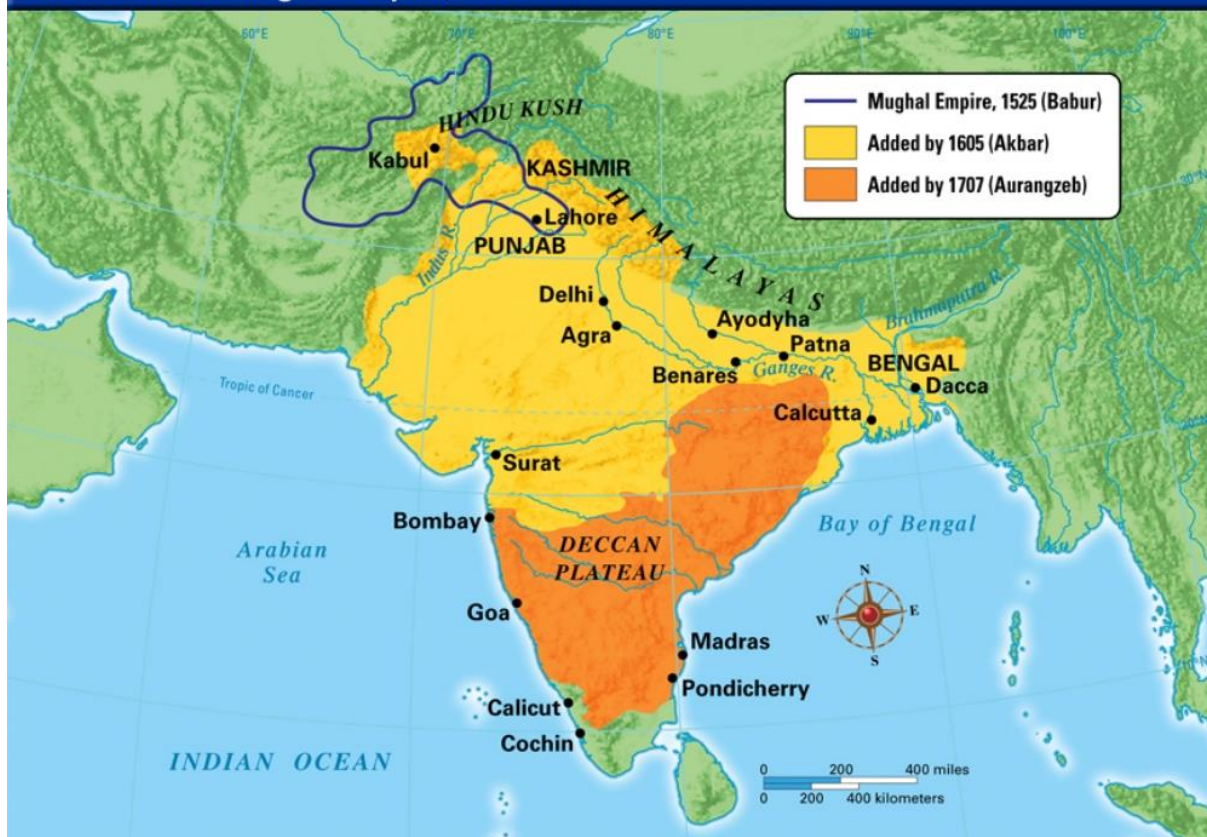 60°E
70°E
80°E
90°E
100°E
Mughal Empire, 1525 (Babur)
Added by 1605 (Akbar)
Added by 1707 (Aurangzeb)
HINDU KUSH
Kabul
KASHMIR
30°N
HIMALAYAS
Lahore
PUNJAB
Indus R.
Delhi
Agra
Ayodyha
Brahmaputra R.
Patna
BENGAL
Benares
Ganges R.
Dacca
Tropic of Cancer
Calcutta
20°N
Surat
Bombay
Bay of Bengal
Arabian
Sea
DECCAN
PLATEAU
N
W
E
S
Goa
Madras
10°N
Pondicherry
Calicut
Cochin
INDIAN OCEAN
0 200 400 miles
0 200 400 kilometers